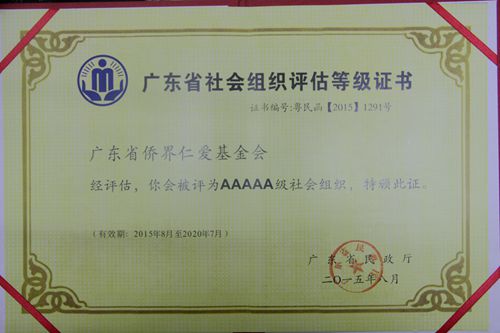 广东省社会组织评估等级证书
证书编号:粤民函【2015】1291号
广东省侨界仁爱基金会
经评估，你会被评为AAAAA级社会组织，特颁此证。
（有效期：2015年8月至2020年7月）
广东省民政厅
二〇一五年八月